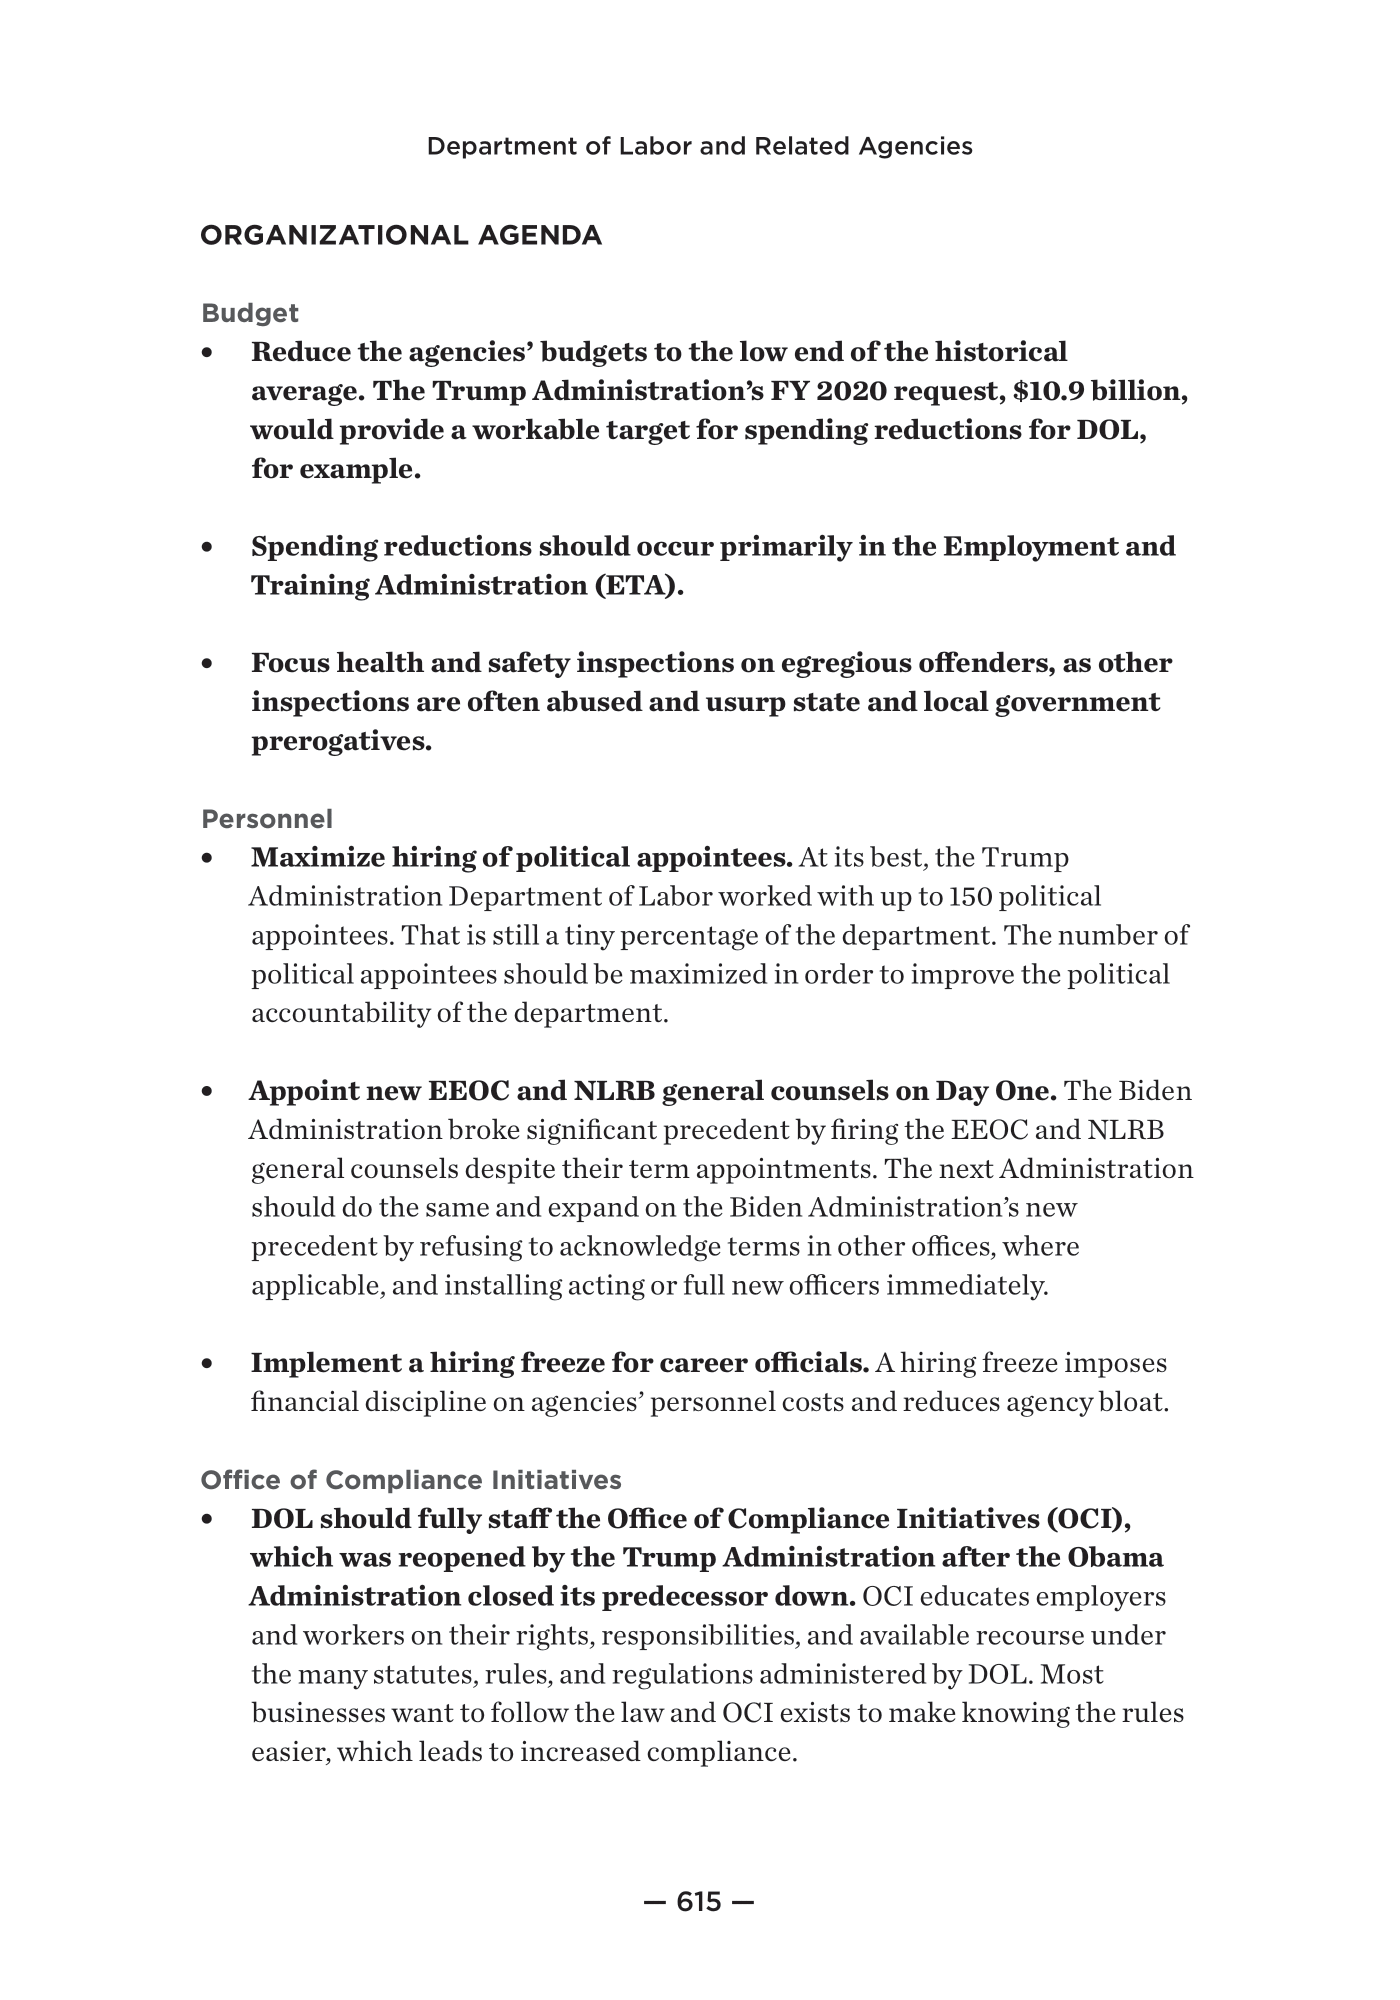 Department of Labor and Related Agencies
ORGANIZATIONAL AGENDA
Budget
• Reduce the agencies’ budgets to the low end of the historical
average. The Trump Administration’s FY 2020 request, $10.9 billion,
would provide a workable target for spending reductions for DOL,
for example.
• Spending reductions should occur primarily in the Employment and
Training Administration (ETA).
• Focus health and safety inspections on egregious offenders, as other
inspections are often abused and usurp state and local government
prerogatives.
Personnel
• Maximize hiring of political appointees. At its best, the Trump
Administration Department of Labor worked with up to 150 political
appointees. That is still a tiny percentage of the department. The number of
political appointees should be maximized in order to improve the political
accountability of the department.
• Appoint new EEOC and NLRB general counsels on Day One. The Biden
Administration broke significant precedent by firing the EEOC and NLRB
general counsels despite their term appointments. The next Administration
should do the same and expand on the Biden Administration’s new
precedent by refusing to acknowledge terms in other offices, where
applicable, and installing acting or full new officers immediately.
• Implement a hiring freeze for career officials. A hiring freeze imposes
financial discipline on agencies’ personnel costs and reduces agency bloat.
Office of Compliance Initiatives
• DOL should fully staff the Office of Compliance Initiatives (OCI),
which was reopened by the Trump Administration after the Obama
Administration closed its predecessor down. OCI educates employers
and workers on their rights, responsibilities, and available recourse under
the many statutes, rules, and regulations administered by DOL. Most
businesses want to follow the law and OCI exists to make knowing the rules
easier, which leads to increased compliance.
— 615 —